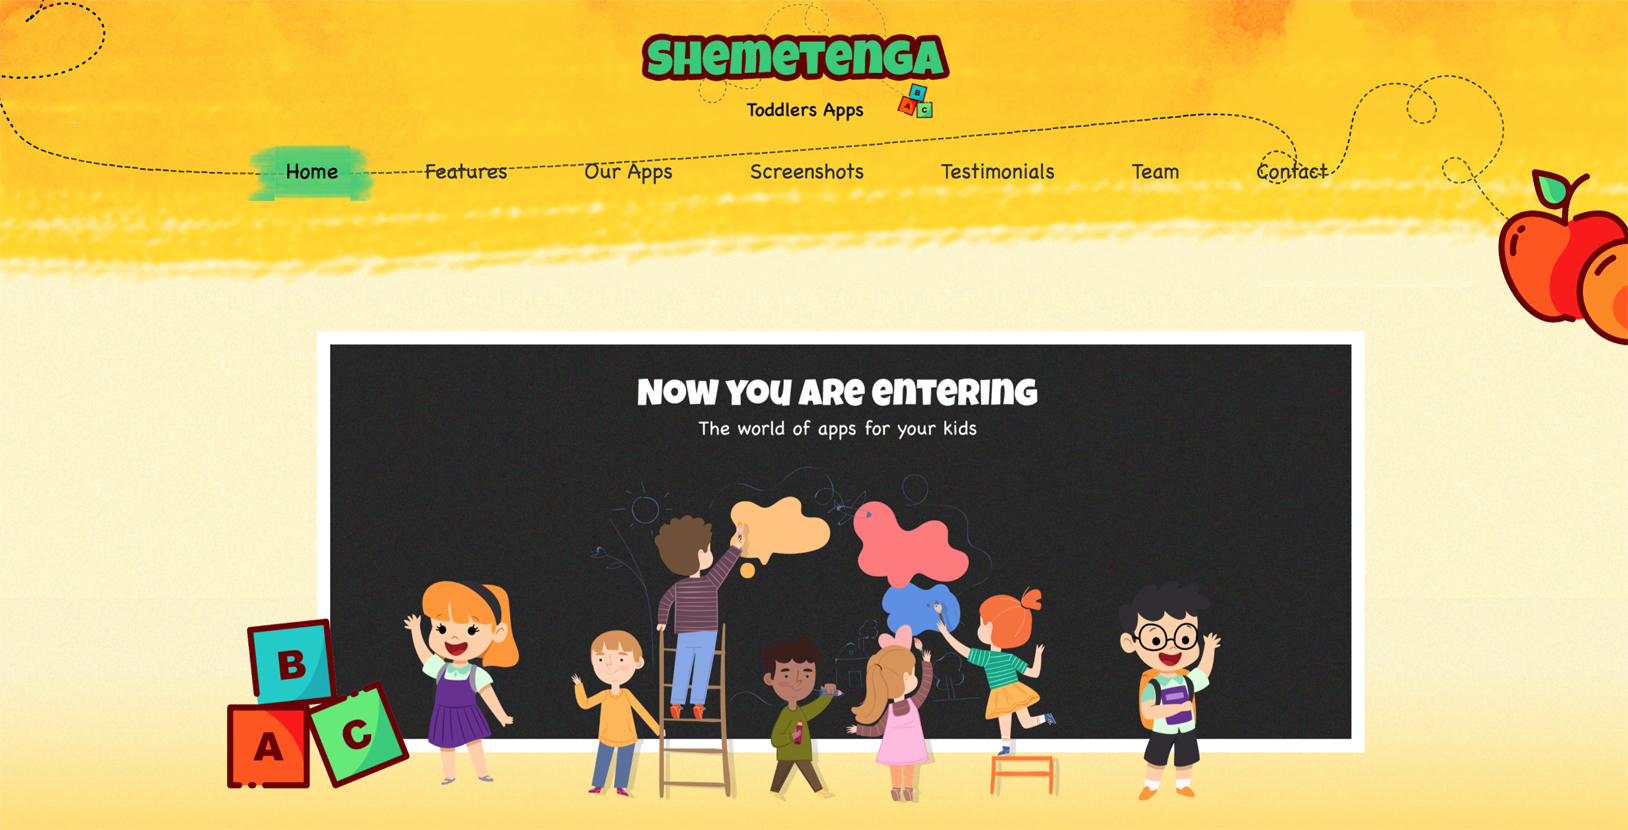 SHEMETENGA
Toddlers Apps
B
A C
Home Features Our Apps Screenshots Testimonials Team Contact
Now you are entering
The world of apps for your kids
B
A C